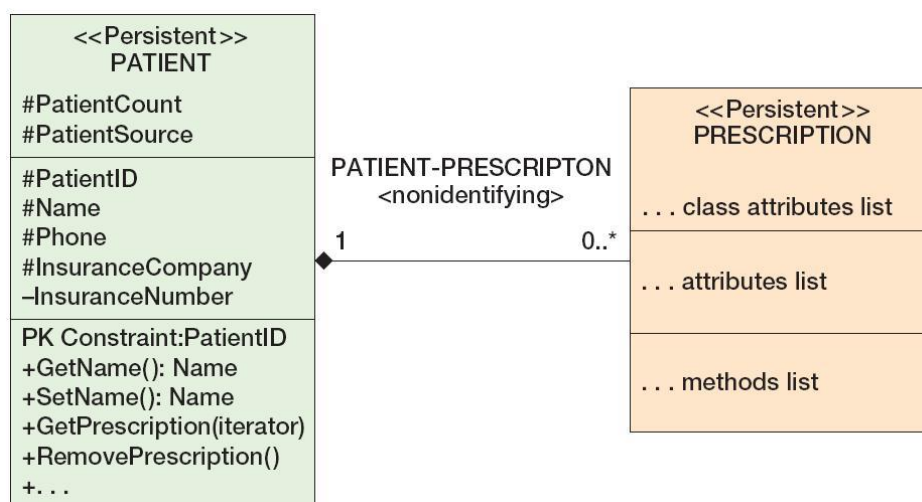 <<Persistent>>
PATIENT
#PatientCount
#PatientSource
#PatientID
#Name
#Phone
#InsuranceCompany
–InsuranceNumber
PK Constraint:PatientID
+GetName(): Name
+SetName(): Name
+GetPrescription(iterator)
+RemovePrescription()
+. . .
PATIENT-PRESCRIPTON
<nonidentifying>
1
0..*
<<Persistent>>
PRESCRIPTION
. . . class attributes list
. . . attributes list
. . . methods list